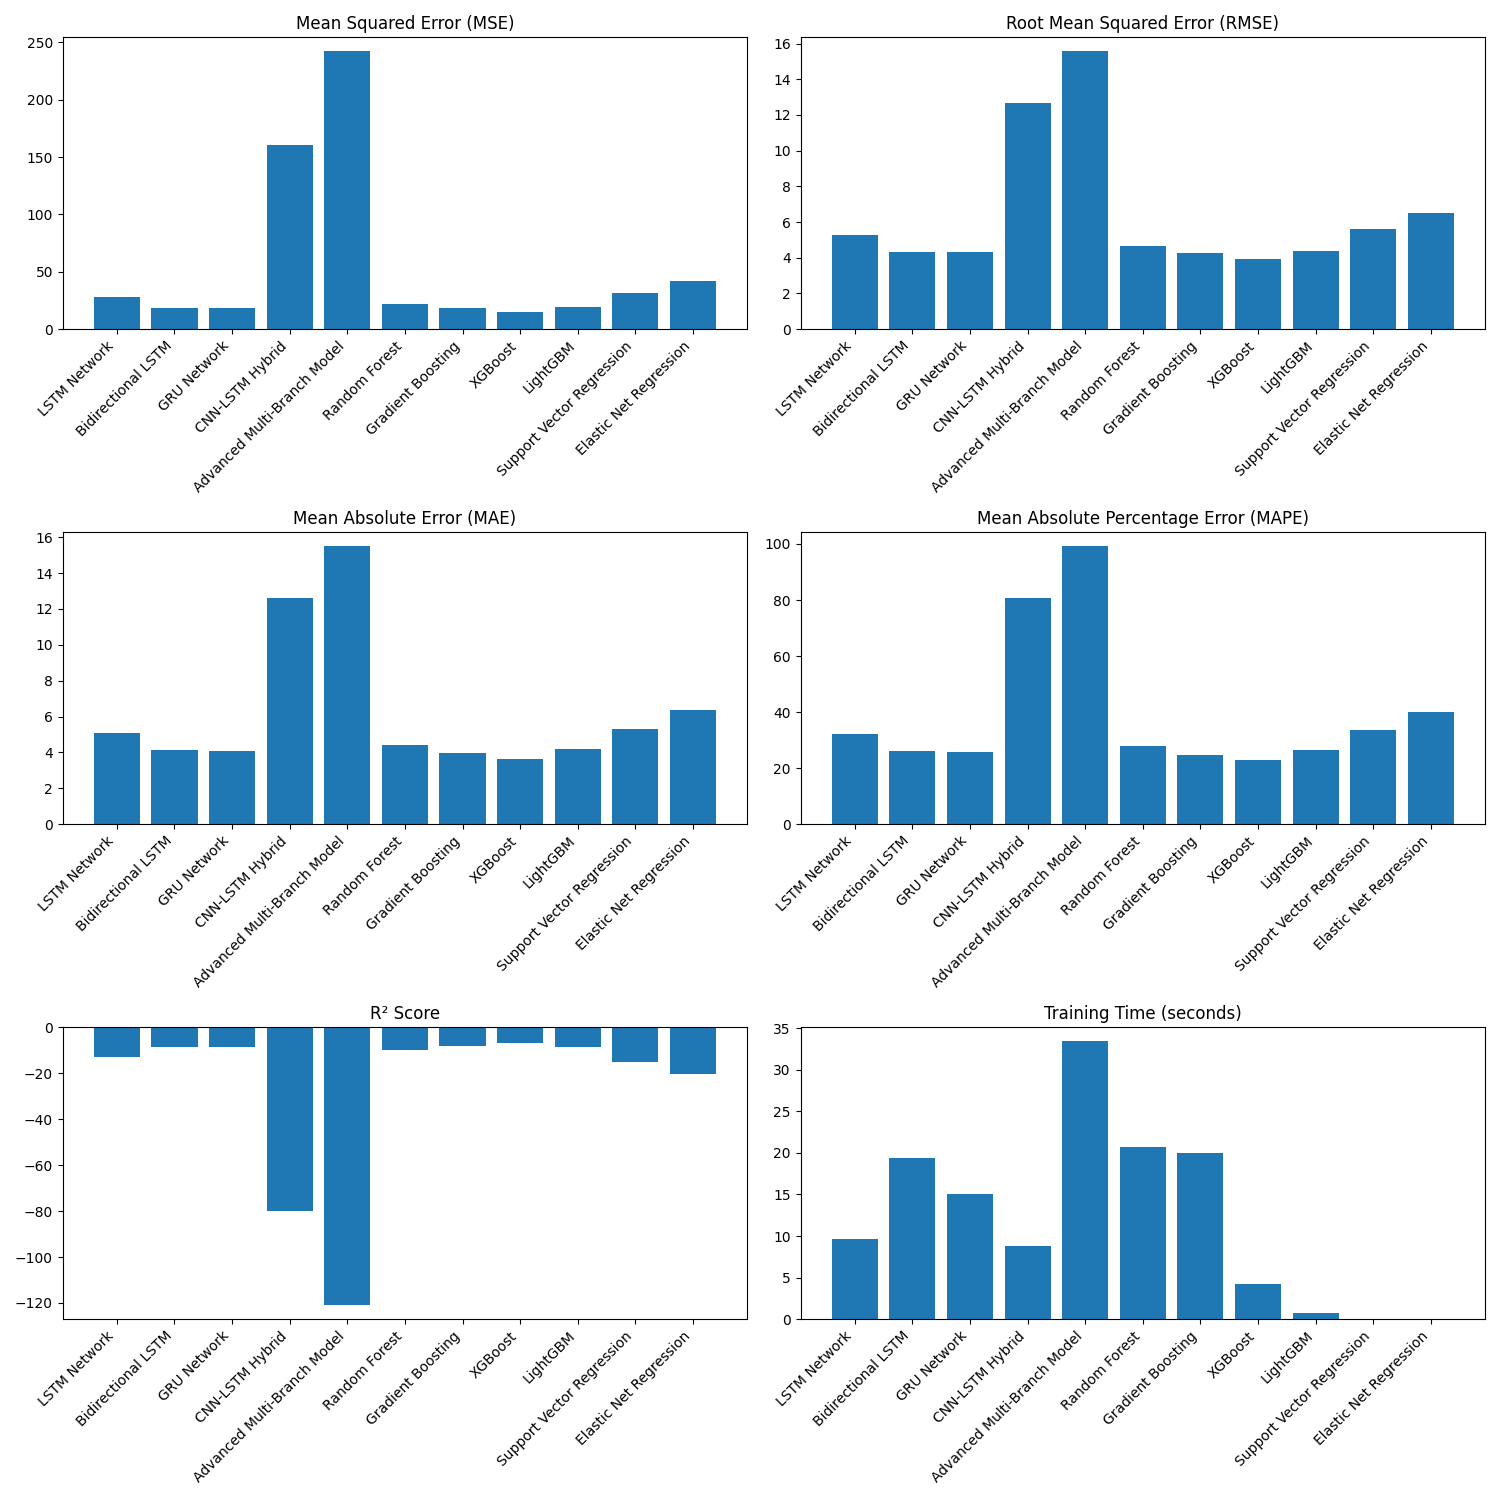 Mean Squared Error (MSE)
250
200
150
100
50
0
LSTM Network
Bidirectional LSTM
GRU Network
CNN-LSTM Hybrid
Advanced Multi-Branch Model
Random Forest
Gradient Boosting
XGBoost
LightGBM
Support Vector Regression
Elastic Net Regression
Root Mean Squared Error (RMSE)
16
14
12
10
8
6
4
2
0
LSTM Network
Bidirectional LSTM
GRU Network
CNN-LSTM Hybrid
Advanced Multi-Branch Model
Random Forest
Gradient Boosting
XGBoost
LightGBM
Support Vector Regression
Elastic Net Regression
Mean Absolute Error (MAE)
16
14
12
10
8
6
4
2
0
LSTM Network
Bidirectional LSTM
GRU Network
CNN-LSTM Hybrid
Advanced Multi-Branch Model
Random Forest
Gradient Boosting
XGBoost
LightGBM
Support Vector Regression
Elastic Net Regression
Mean Absolute Percentage Error (MAPE)
100
80
60
40
20
0
LSTM Network
Bidirectional LSTM
GRU Network
CNN-LSTM Hybrid
Advanced Multi-Branch Model
Random Forest
Gradient Boosting
XGBoost
LightGBM
Support Vector Regression
Elastic Net Regression
R² Score
0
−20
−40
−60
−80
−100
−120
LSTM Network
Bidirectional LSTM
GRU Network
CNN-LSTM Hybrid
Advanced Multi-Branch Model
Random Forest
Gradient Boosting
XGBoost
LightGBM
Support Vector Regression
Elastic Net Regression
Training Time (seconds)
35
30
25
20
15
10
5
0
LSTM Network
Bidirectional LSTM
GRU Network
CNN-LSTM Hybrid
Advanced Multi-Branch Model
Random Forest
Gradient Boosting
XGBoost
LightGBM
Support Vector Regression
Elastic Net Regression